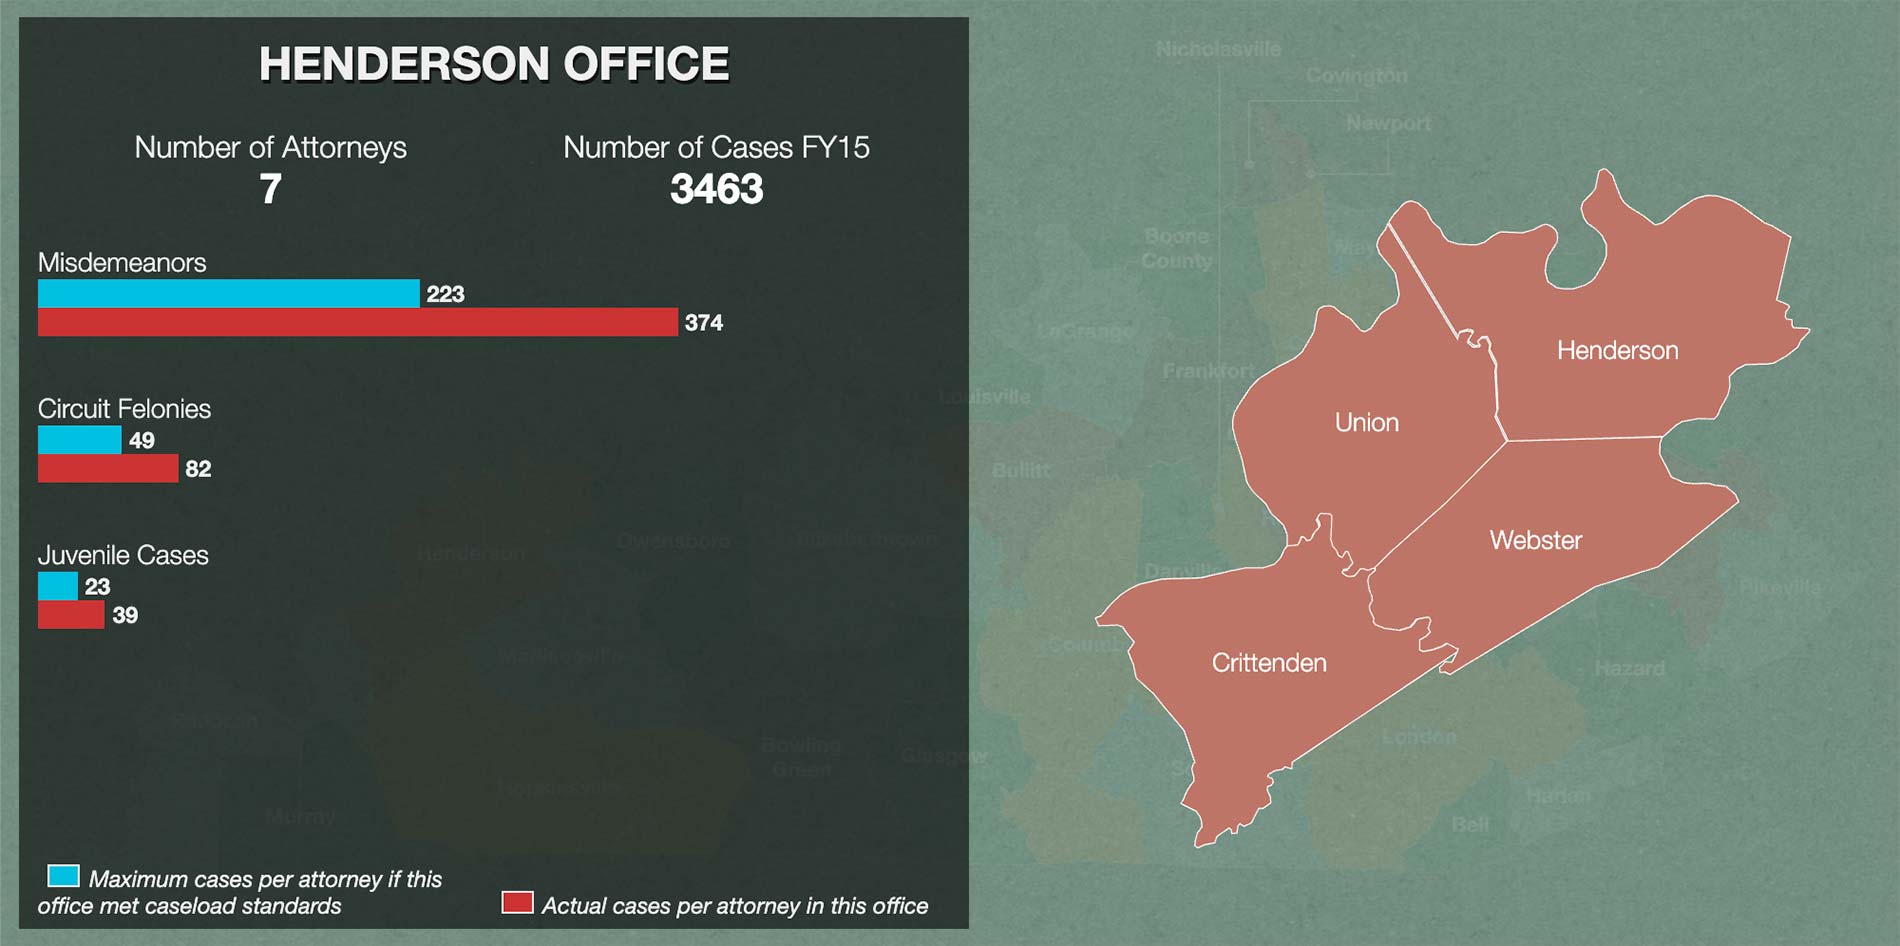 HENDERSON OFFICE
Number of Attorneys
7
Number of Cases FY15
3463
Misdemeanors
223
374
Circuit Felonies
49
82
Juvenile Cases
23
39
Maximum cases per attorney if this
office met caseload standards
Actual cases per attorney in this office
Nicholasville
Covington
Newport
Boone
County
LaGrange
Frankfort
Louisville
Bullitt
Henderson
Union
Webster
Crittenden
Henderson
Owensboro
Danville
Pikeville
Columb
Madisonville
Hazard
Paducah
London
Bowling
Green
Glasgow
Hopkinsville
Harlan
Murray
Bell